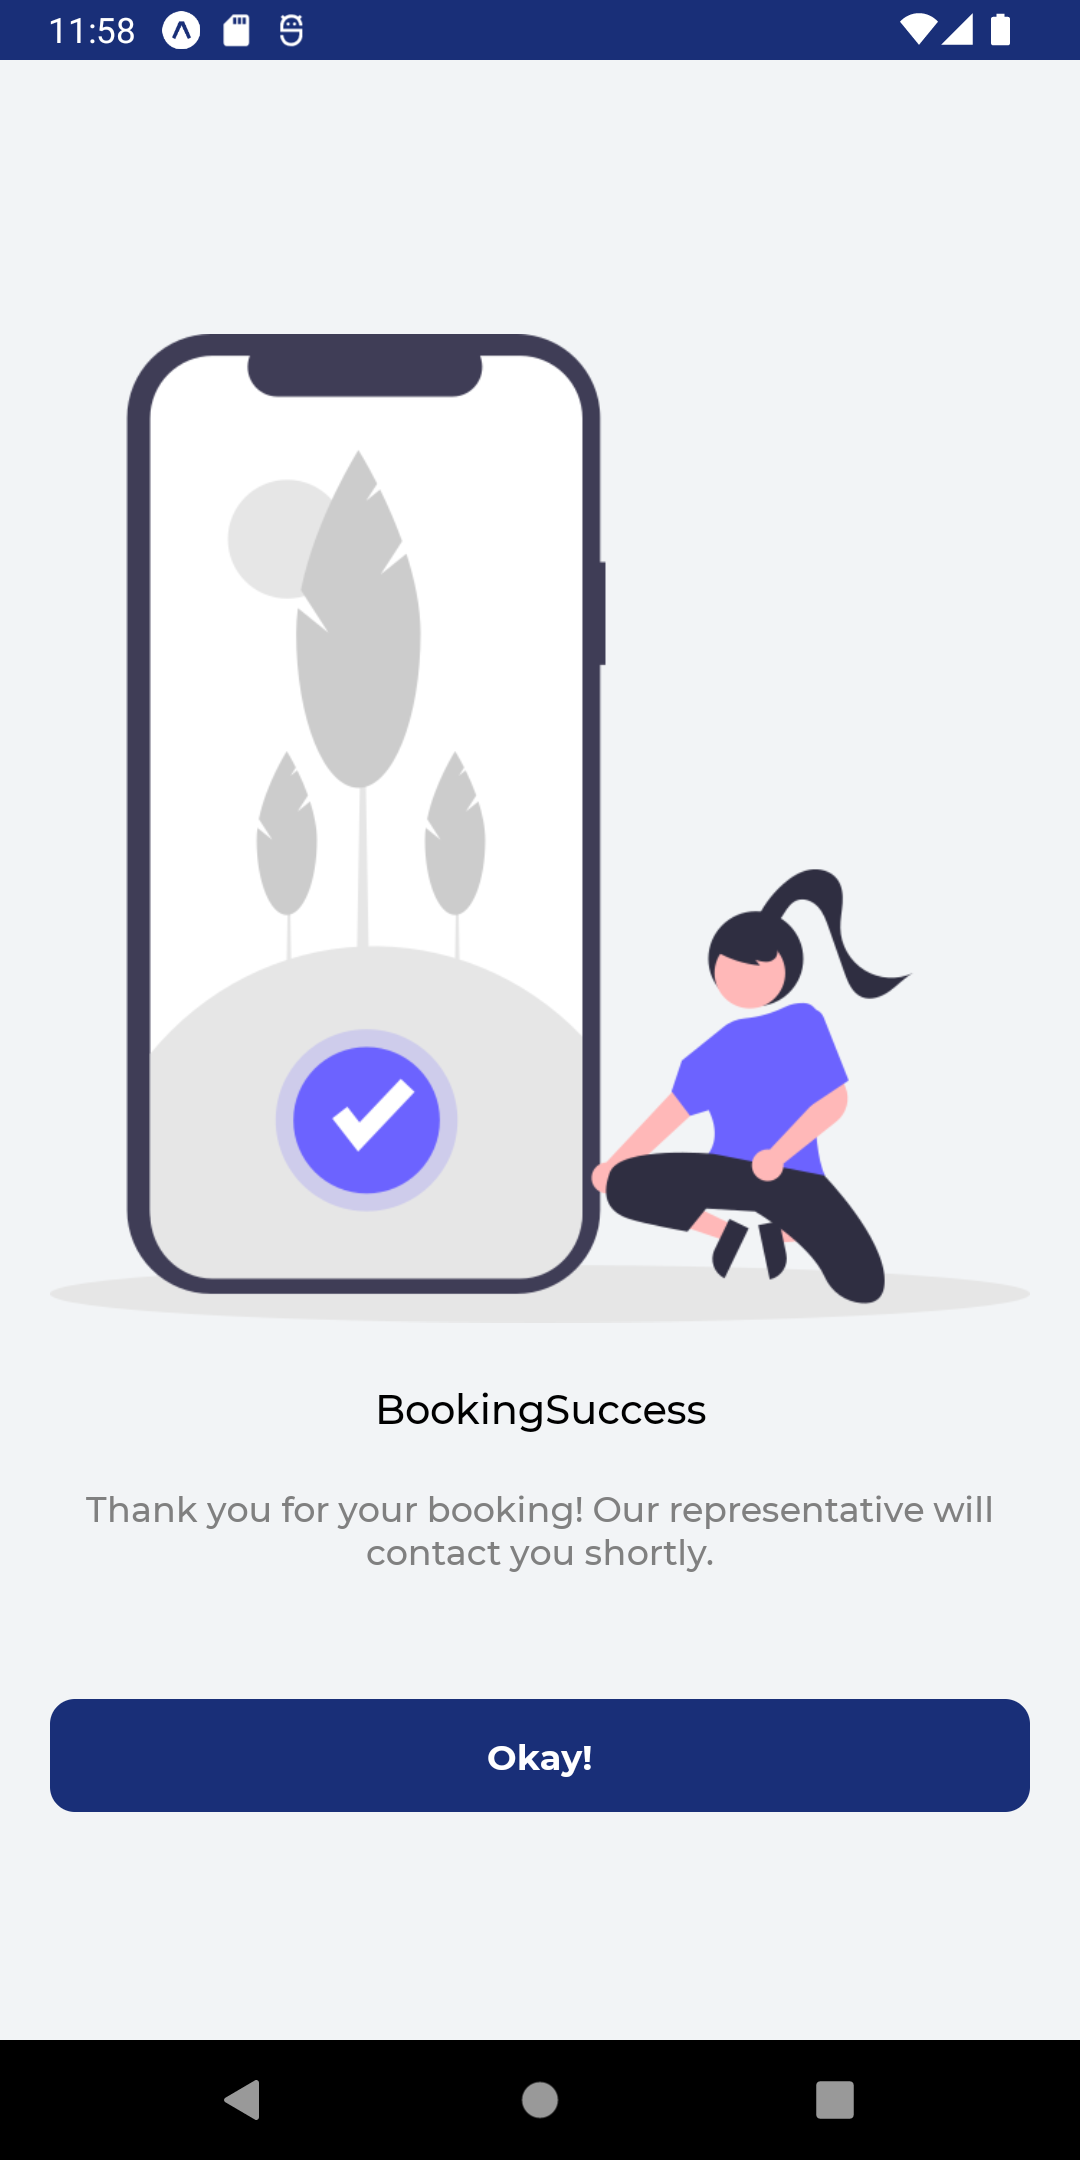 11:58
BookingSuccess
Thank you for your booking! Our representative will
contact you shortly.
Okay!